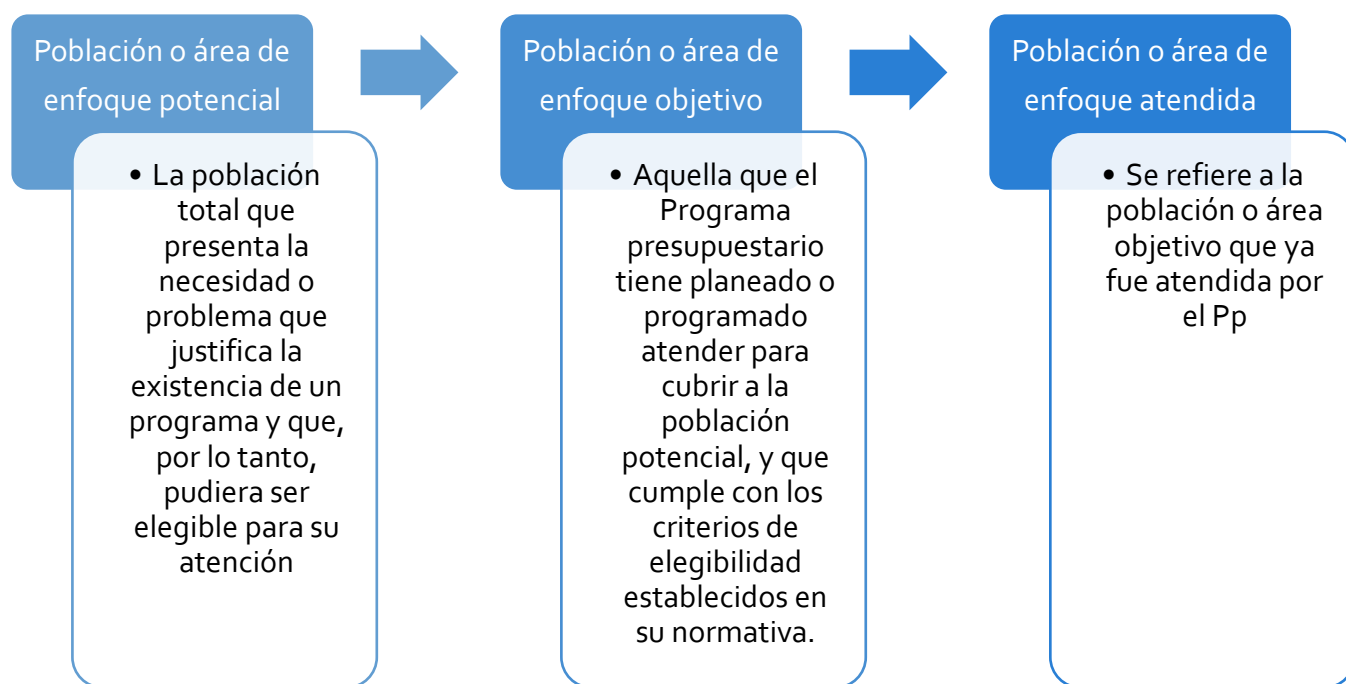 Población o área de
enfoque potencial
• La población
total que
presenta la
necesidad o
problema que
justifica la
existencia de un
programa y que,
por lo tanto,
pudiera ser
elegible para su
atención
Población o área de
enfoque objetivo
• Aquella que el
Programa
presupuestario
tiene planeado o
programado
atender para
cubrir a la
población
potencial, y que
cumple con los
criterios de
elegibilidad
establecidos en
su normativa.
Población o área de
enfoque atendida
• Se refiere a la
población o área
objetivo que ya
fue atendida por
el Pp